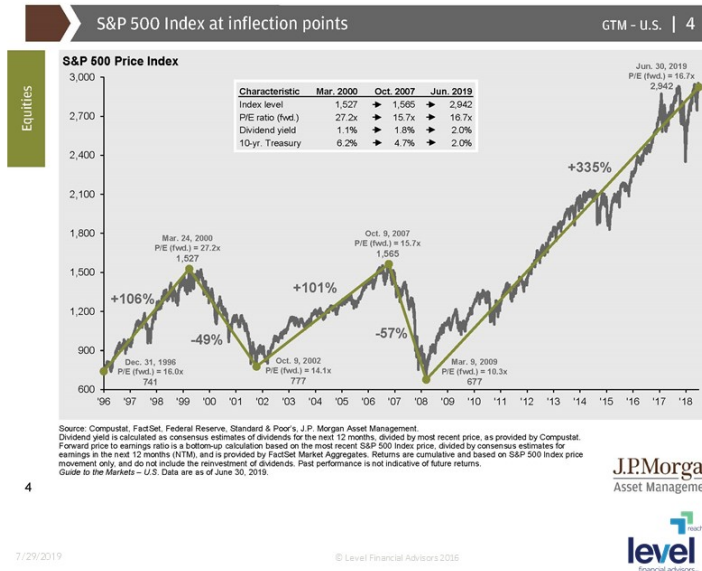 S&P 500 Index at inflection points
GTM – U.S. | 4
Equities
S&P 500 Price Index
3,000
2,700
2,400
2,100
1,800
1,500
1,200
900
600
Characteristic Mar. 2000 Oct. 2007 Jun. 2019
Index level 1,527 1,565 2,942
P/E ratio (fwd.) 27.2x 15.7x 16.7x
Dividend yield 1.1% 1.8% 2.0%
10-yr. Treasury 6.2% 4.7% 2.0%
Jun. 30, 2019
P/E (fwd.) = 16.7x
2,942
+335%
Mar. 24, 2000
P/E (fwd.) = 27.2x
1,527
Oct. 9, 2007
P/E (fwd.) = 15.7x
1,565
+106%
-49%
+101%
-57%
Dec. 31, 1996
P/E (fwd.) = 16.0x
741
Oct. 9, 2002
P/E (fwd.) = 14.1x
777
Mar. 9, 2009
P/E (fwd.) = 10.3x
677
'96 '97 '98 '99 '00 '01 '02 '03 '04 '05 '06 '07 '08 '09 '10 '11 '12 '13 '14 '15 '16 '17 '18
Source: Compustat, FactSet, Federal Reserve, Standard & Poor's, J.P. Morgan Asset Management.
Dividend yield is calculated as consensus estimates of dividends for the next 12 months, divided by most recent price, as provided by Compustat.
Forward price to earnings ratio is a bottom-up calculation based on the most recent S&P 500 Index price, divided by consensus estimates for
earnings in the next 12 months (NTM), and is provided by FactSet Market Aggregates. Returns are cumulative and based on S&P 500 Index price
movement only, and do not include the reinvestment of dividends. Past performance is not indicative of future returns.
Guide to the Markets – U.S. Data are as of June 30, 2019.
4
J.P.Morga
Asset Manageme
7/29/2019
© Level Financial Advisors 2016
reach
level
financial advisors